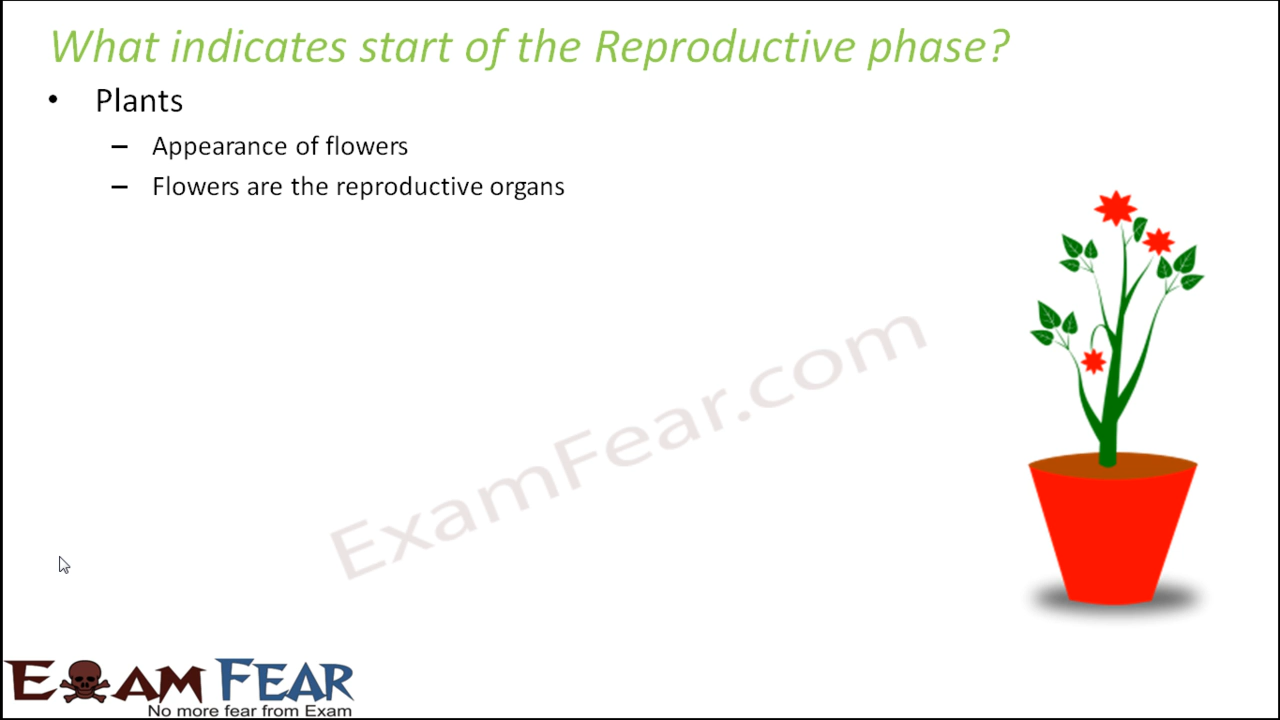 What indicates start of the Reproductive phase?
• Plants
– Appearance of flowers
– Flowers are the reproductive organs
ExamFear.com
EXAM FEAR
No more fear from Exam